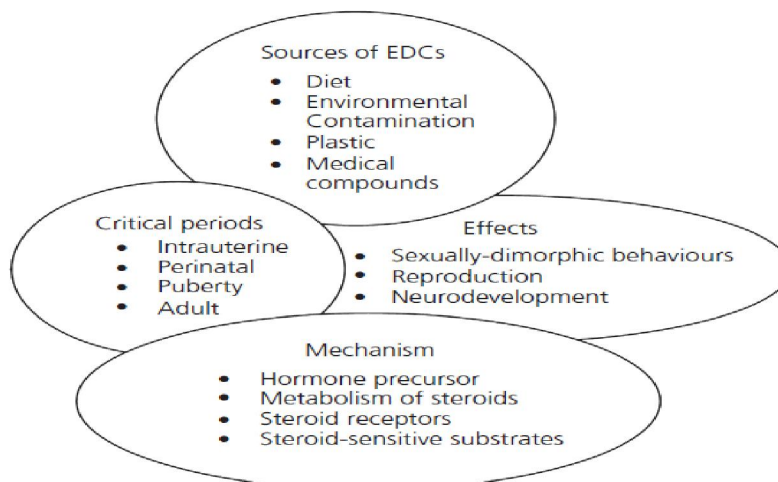 Sources of EDCs
• Diet
• Environmental
Contamination
• Plastic
• Medical
compounds
Critical periods
• Intrauterine
• Perinatal
• Puberty
• Adult
Effects
• Sexually-dimorphic behaviours
• Reproduction
• Neurodevelopment
Mechanism
• Hormone precursor
• Metabolism of steroids
• Steroid receptors
• Steroid-sensitive substrates